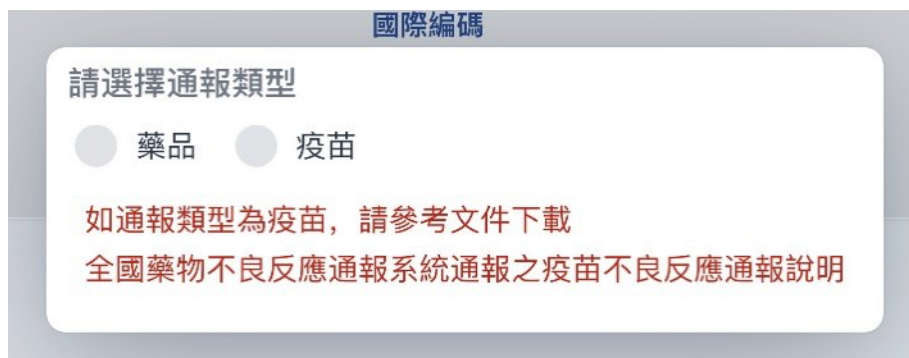 國際編碼
請選擇通報類型
藥品 疫苗
如通報類型為疫苗，請參考文件下載
全國藥物不良反應通報系統通報之疫苗不良反應通報說明